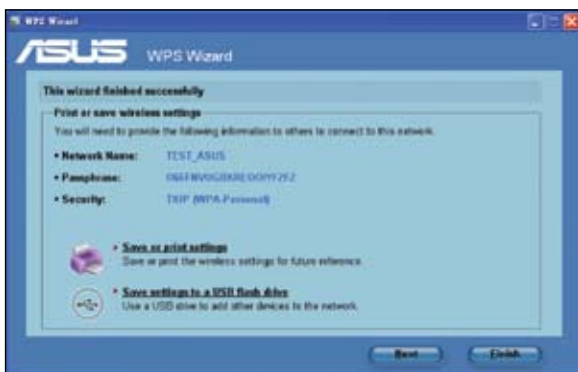 WPS Wizard
ASUS WPS Wizard
This wizard finished successfully
Print or save wireless settings
You will need to provide the following information to others to connect to this network.
• Network Name: TEST_ASUS
• Passphrase:
• Security: TKIP (WPA-Personal)
Save or print settings
Save or print the wireless settings for future reference.
Save settings to a USB flash drive
Use a USB drive to add other devices to the network.
Next Finish